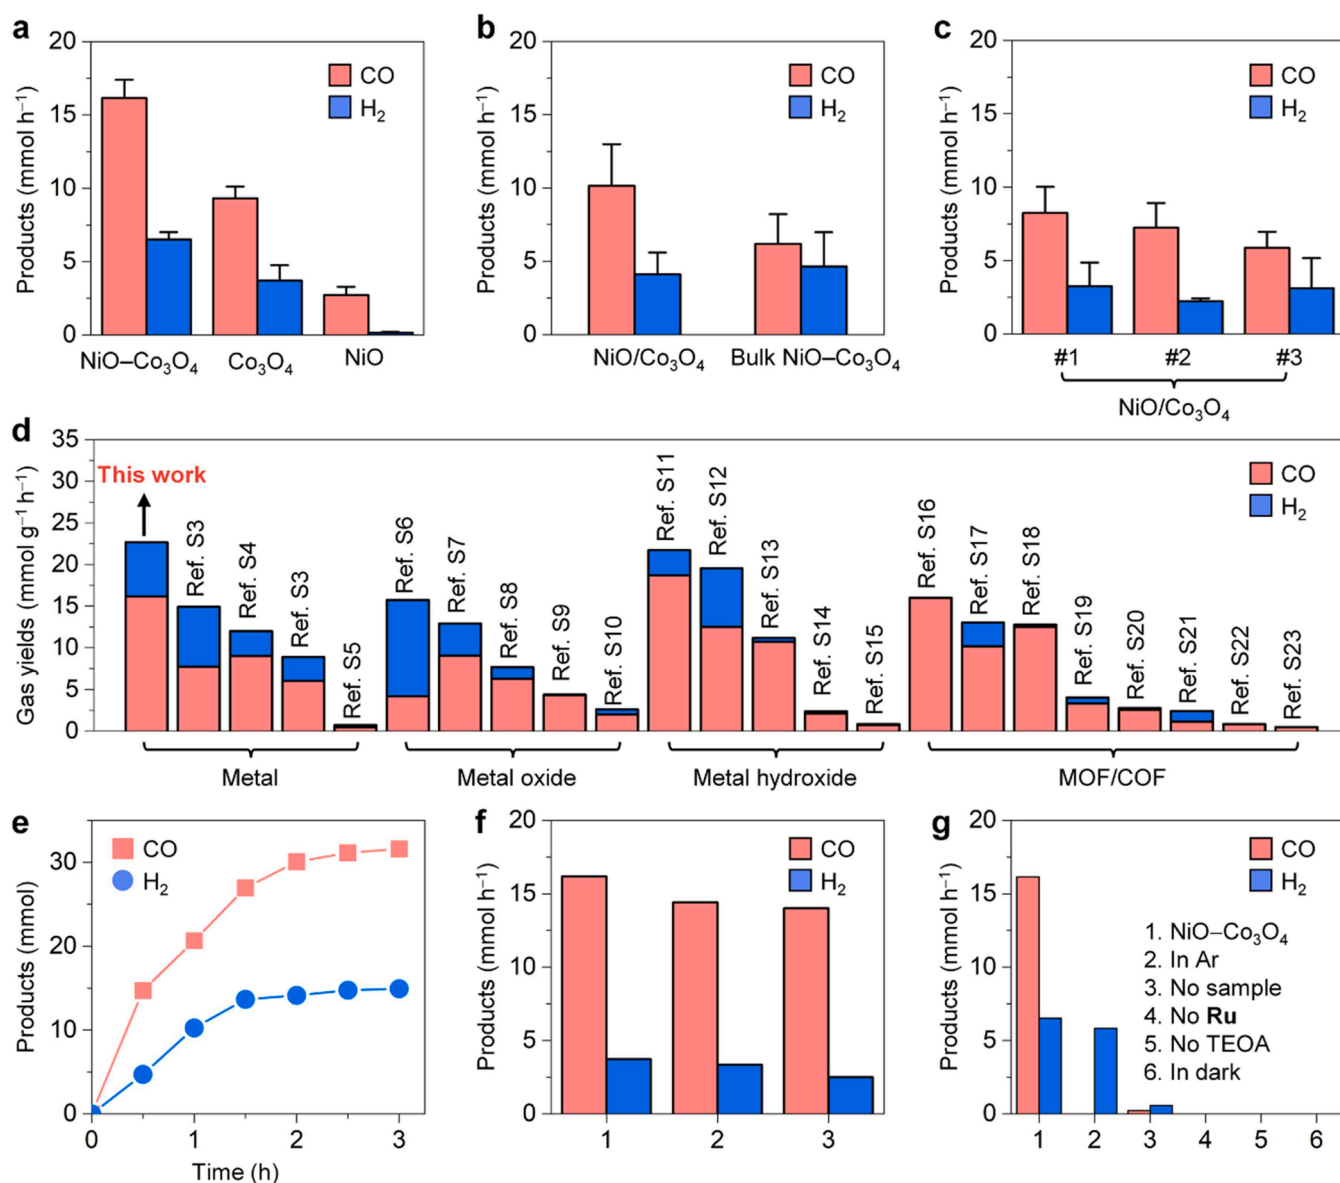 a
20
15
10
5
0
Products (mmol h⁻¹)
CO
H₂
NiO–Co₃O₄ Co₃O₄ NiO
b
20
15
10
5
0
Products (mmol h⁻¹)
CO
H₂
NiO/Co₃O₄ Bulk NiO–Co₃O₄
c
20
15
10
5
0
Products (mmol h⁻¹)
CO
H₂
#1 #2 #3
NiO/Co₃O₄
d
35
30
25
20
15
10
5
0
Gas yields (mmol g⁻¹ h⁻¹)
This work
Ref. S3
Ref. S4
Ref. S3
Ref. S5
Ref. S6
Ref. S7
Ref. S8
Ref. S9
Ref. S10
Ref. S11
Ref. S12
Ref. S13
Ref. S14
Ref. S15
Ref. S16
Ref. S17
Ref. S18
Ref. S19
Ref. S20
Ref. S21
Ref. S22
Ref. S23
CO
H₂
Metal Metal oxide Metal hydroxide MOF/COF
e
30
20
10
0
Products (mmol)
CO
H₂
0 1 2 3
Time (h)
f
20
15
10
5
0
Products (mmol h⁻¹)
CO
H₂
1 2 3
g
20
15
10
5
0
Products (mmol h⁻¹)
CO
H₂
1. NiO–Co₃O₄
2. In Ar
3. No sample
4. No Ru
5. No TEOA
6. In dark
1 2 3 4 5 6